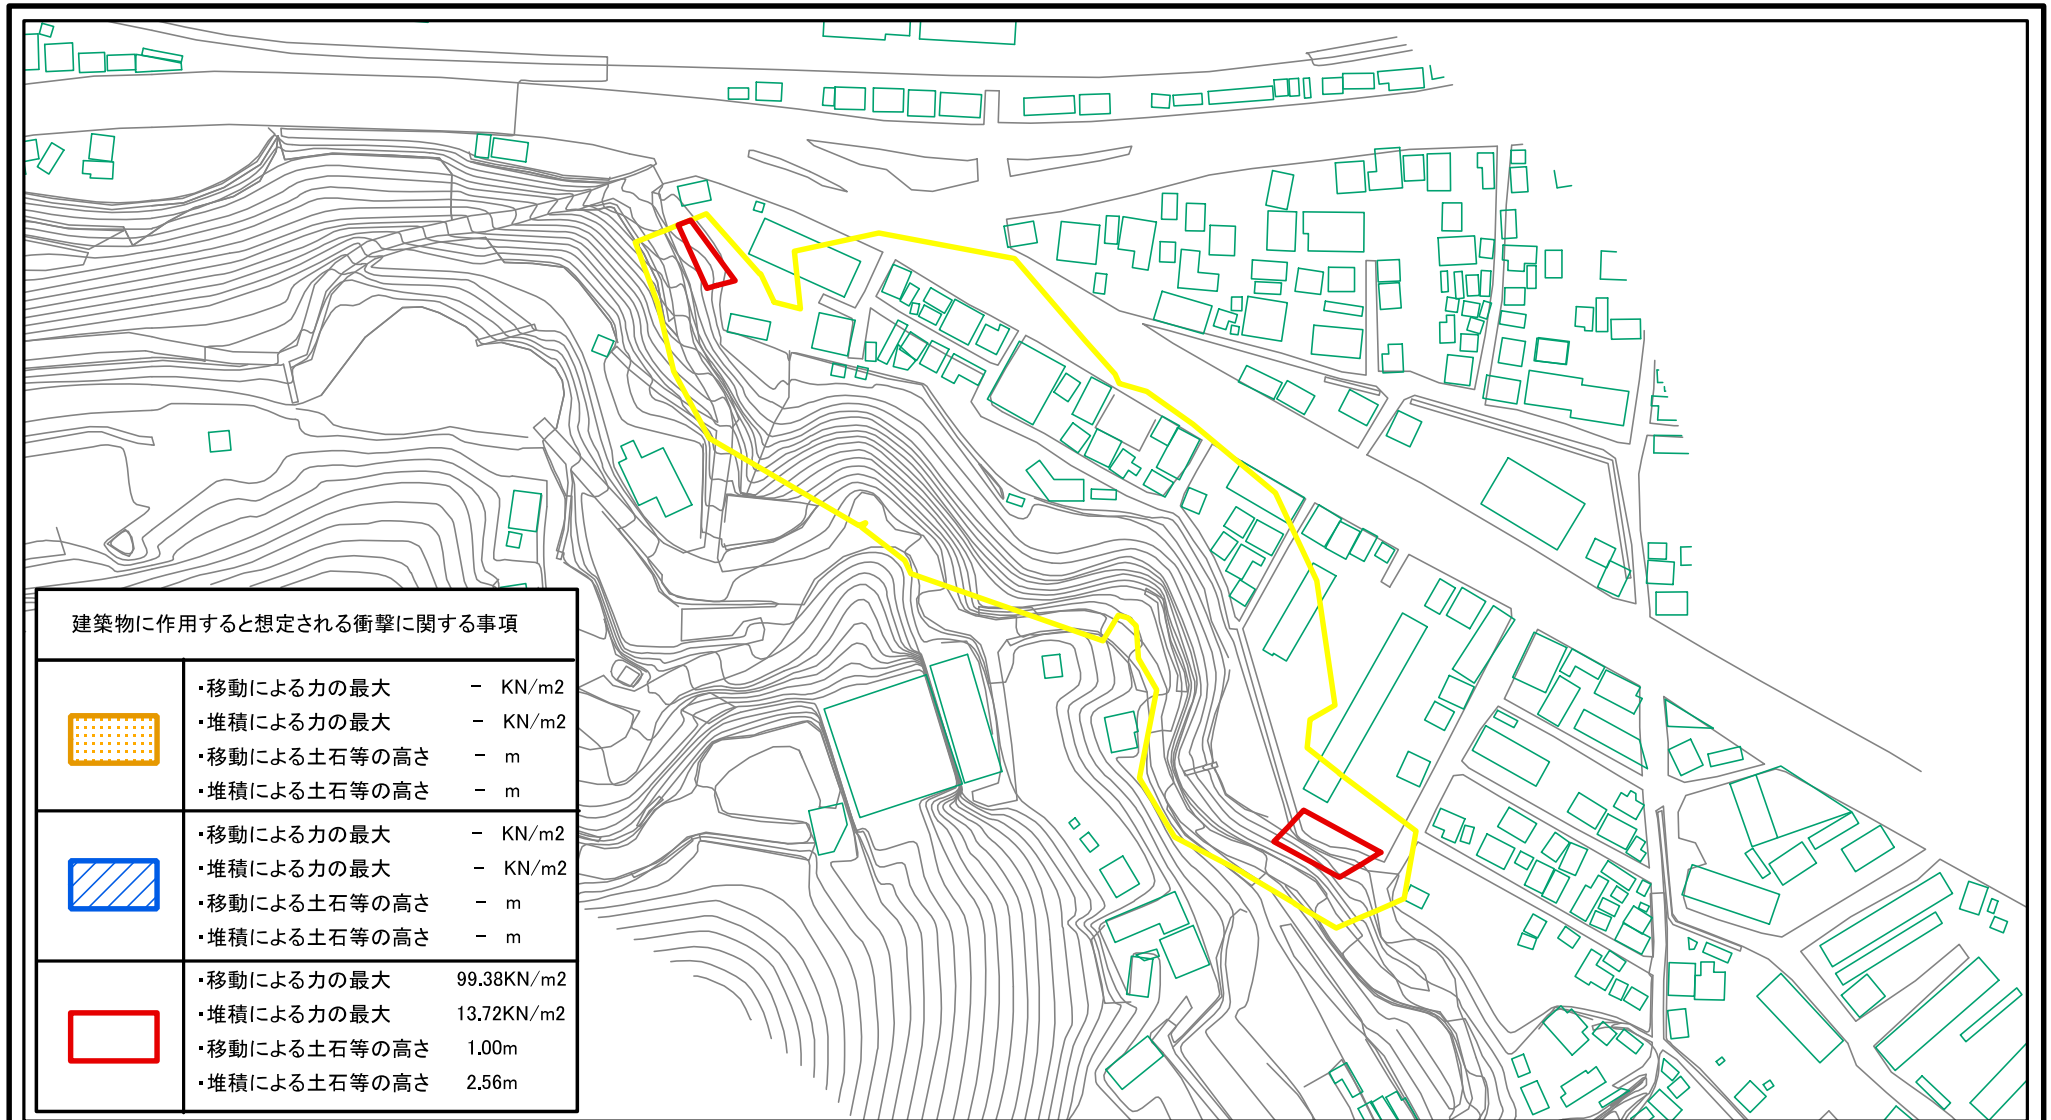 建築物に作用すると想定される衝撃に関する事項
・移動による力の最大 - KN/m2
・堆積による力の最大 - KN/m2
・移動による土石等の高さ - m
・堆積による土石等の高さ - m
・移動による力の最大 - KN/m2
・堆積による力の最大 - KN/m2
・移動による土石等の高さ - m
・堆積による土石等の高さ - m
・移動による力の最大 99.38KN/m2
・堆積による力の最大 13.72KN/m2
・移動による土石等の高さ 1.00m
・堆積による土石等の高さ 2.56m